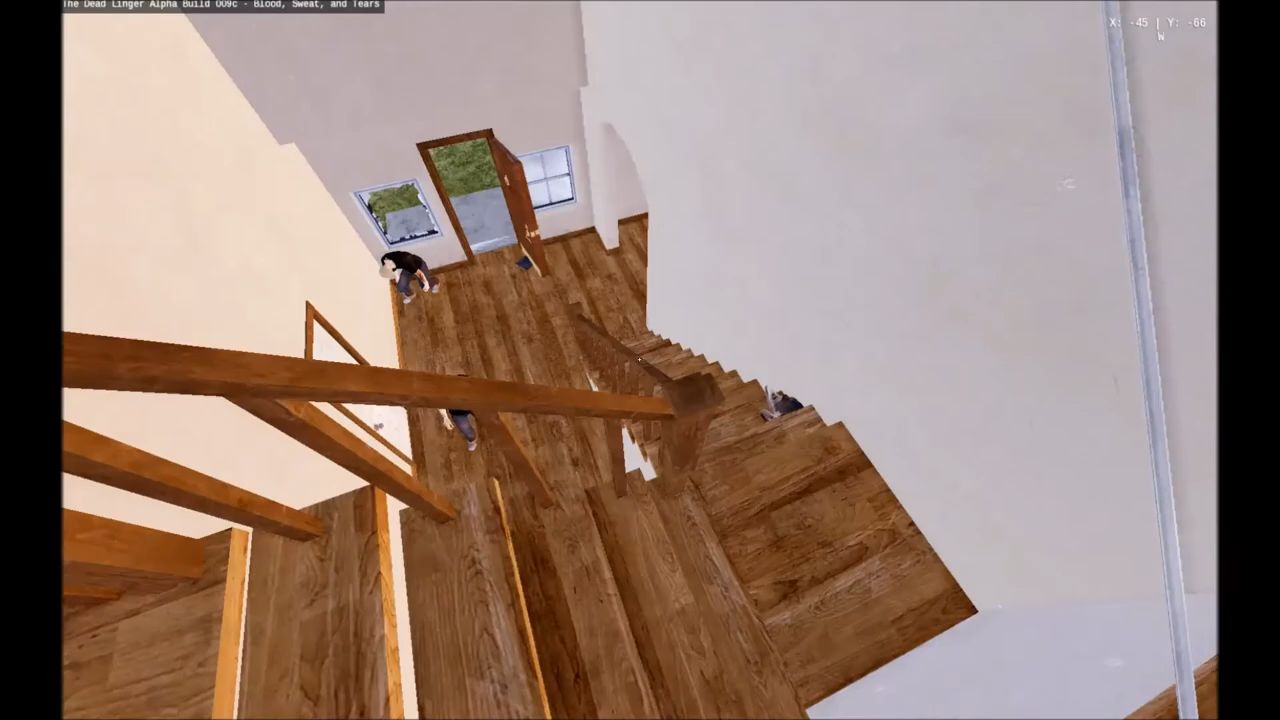 The Dead Linger Alpha Build 009c - Blood, Sweat, and Tears
X: -45 | Y: -66
W